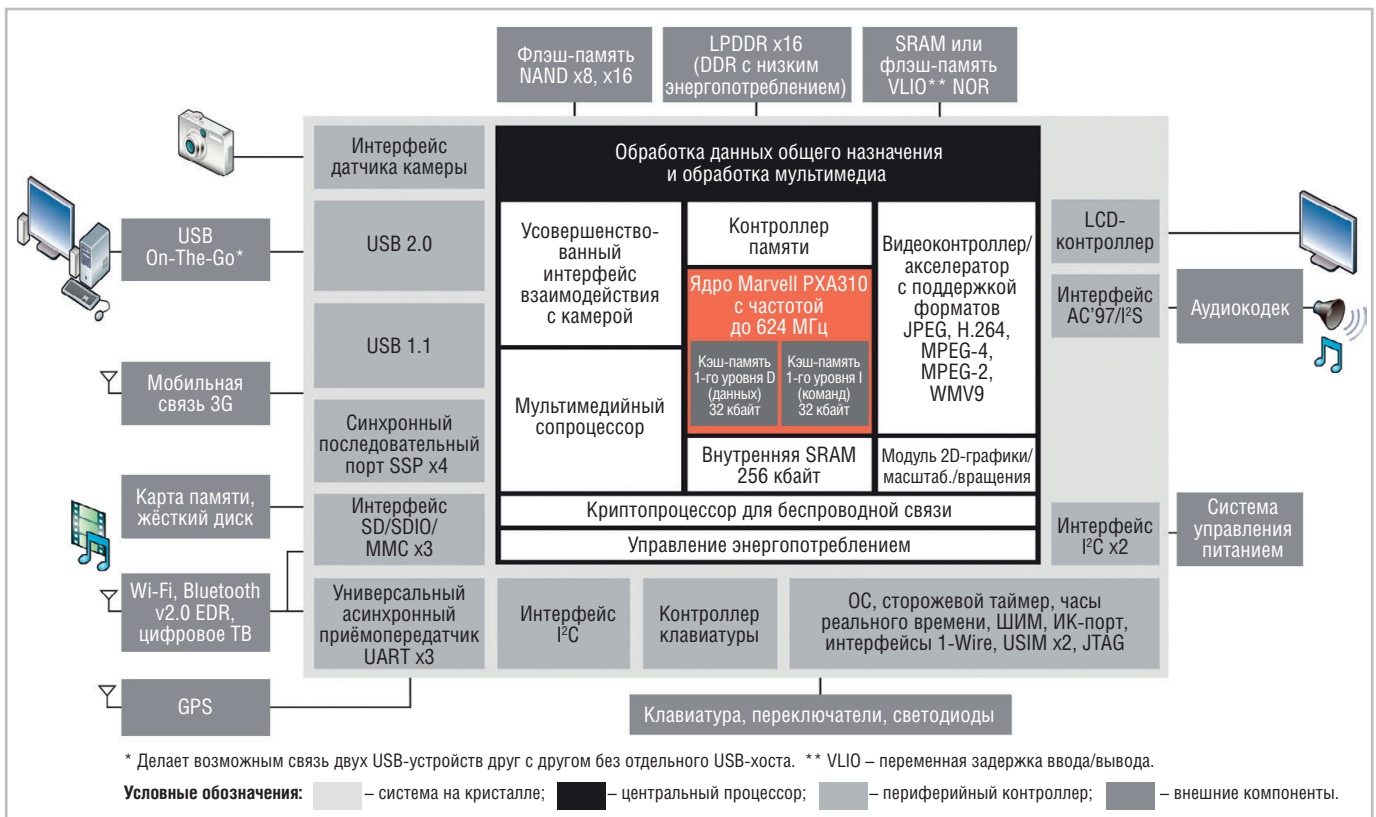 Флэш-память
NAND x8, x16
LPDDR x16
(DDR с низким
энергопотреблением)
SRAM или
флэш-память
VLIO** NOR
Интерфейс
датчика камеры
USB
On-The-Go*
USB 2.0
USB 1.1
Мобильная
связь 3G
Синхронный
последовательный
порт SSP x4
Карта памяти,
жёсткий диск
Интерфейс
SD/SDIO/
MMC x3
Wi-Fi, Bluetooth
v2.0 EDR,
цифровое ТВ
Универсальный
асинхронный
приёмопередатчик
UART x3
GPS
Обработка данных общего назначения
и обработка мультимедиа
Усовершенство-
ванный
интерфейс
взаимодействия
с камерой
Мультимедийный
сопроцессор
Контроллер
памяти
Ядро Marvell PXA310
с частотой
до 624 МГц
Кэш-память
1-го уровня D
(данных)
32 кбайт
Кэш-память
1-го уровня I
(команд)
32 кбайт
Внутренняя SRAM
256 кбайт
Видеоконтроллер/
акселератор
с поддержкой
форматов
JPEG, H.264,
MPEG-4,
MPEG-2,
WMV9
Модуль 2D-графики/
масштаб./вращения
Криптопроцессор для беспроводной связи
Управление энергопотреблением
Интерфейс
I²C
Контроллер
клавиатуры
ОС, сторожевой таймер, часы
реального времени, ШИМ, ИК-порт,
интерфейсы 1-Wire, USIM x2, JTAG
LCD-
контроллер
Интерфейс
AC'97/I²S
Аудиокодек
Интерфейс
I²C x2
Система
управления
питанием
Клавиатура, переключатели, светодиоды
* Делает возможным связь двух USB-устройств друг с другом без отдельного USB-хоста. ** VLIO – переменная задержка ввода/вывода.
Условные обозначения: – система на кристалле; – центральный процессор; – периферийный контроллер; – внешние компоненты.